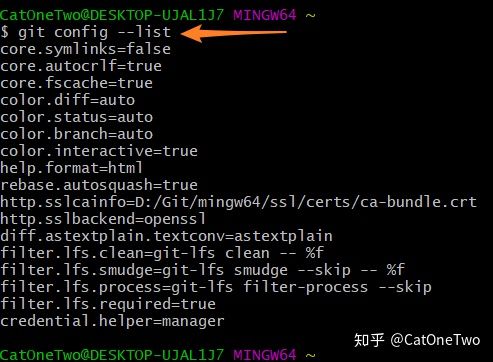 CatOneTwo@DESKTOP-UJAL1J7 MINGW64 ~
$ git config --list
core.symlinks=false
core.autocrlf=true
core.fscache=true
color.diff=auto
color.status=auto
color.branch=auto
color.interactive=true
help.format=html
rebase.autosquash=true
http.sslcainfo=D:/Git/mingw64/ssl/certs/ca-bundle.crt
http.sslbackend=openssl
diff.astextplain.textconv=astextplain
filter.lfs.clean=git-lfs clean -- %f
filter.lfs.smudge=git-lfs smudge --skip -- %f
filter.lfs.process=git-lfs filter-process --skip
filter.lfs.required=true
credential.helper=manager
知乎 @CatOneTwo
CatOneTwo@DESKTOP-UJAL1J7 MINGW64 ~